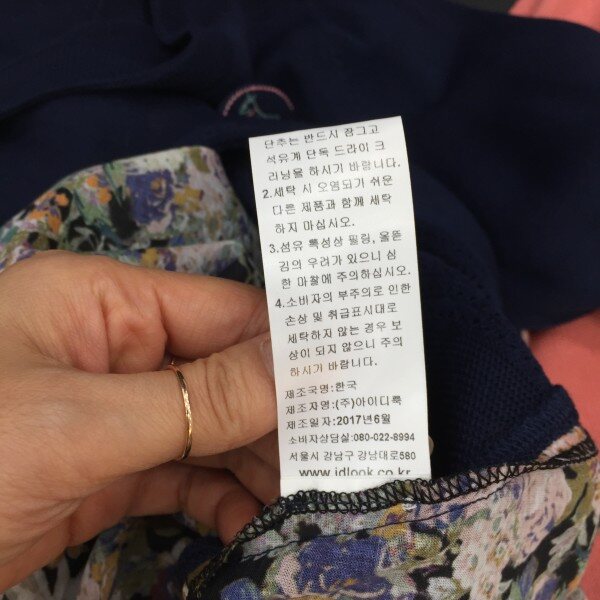 단추는 반드시 잠그고
석유계 단독 드라이 크
리닝을 하시기 바랍니다.
2.세탁 시 오염되기 쉬운
다른 제품과 함께 세탁
하지 마십시오.
3.섬유 특성상 필링, 올뜯
김의 우려가 있으니 심
한 마찰에 주의하십시오.
4.소비자의 부주의로 인한
손상 및 취급표시대로
세탁하지 않는 경우 보
상이 되지 않으니 주의
하시기 바랍니다.
제조국명:한국
제조자명:(주)아이디룩
제조일자:2017년6월
소비자상담실:080-022-8994
서울시 강남구 강남대로580
www.idlook.co.kr